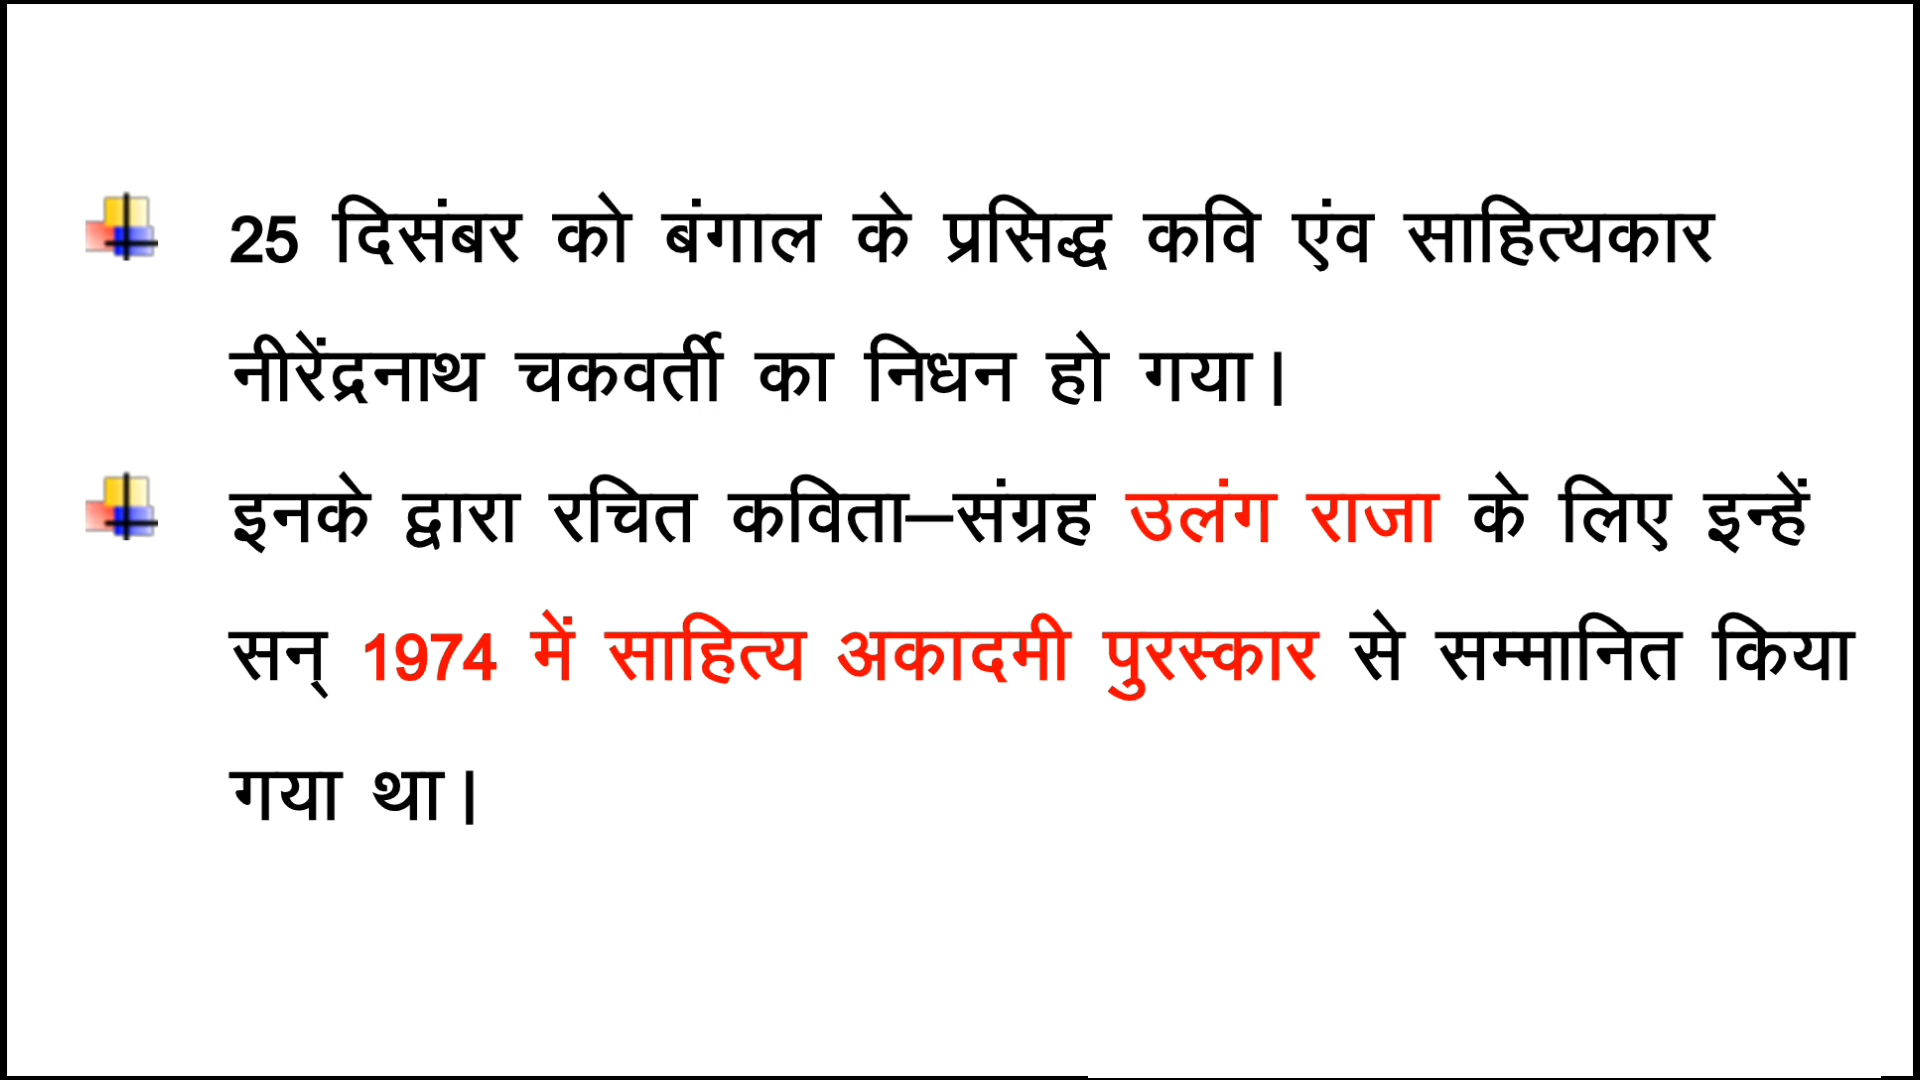 25 दिसंबर को बंगाल के प्रसिद्ध कवि एंव साहित्यकार
नीरेंद्रनाथ चकवर्ती का निधन हो गया।
इनके द्वारा रचित कविता–संग्रह उलंग राजा के लिए इन्हें
सन् 1974 में साहित्य अकादमी पुरस्कार से सम्मानित किया
गया था।